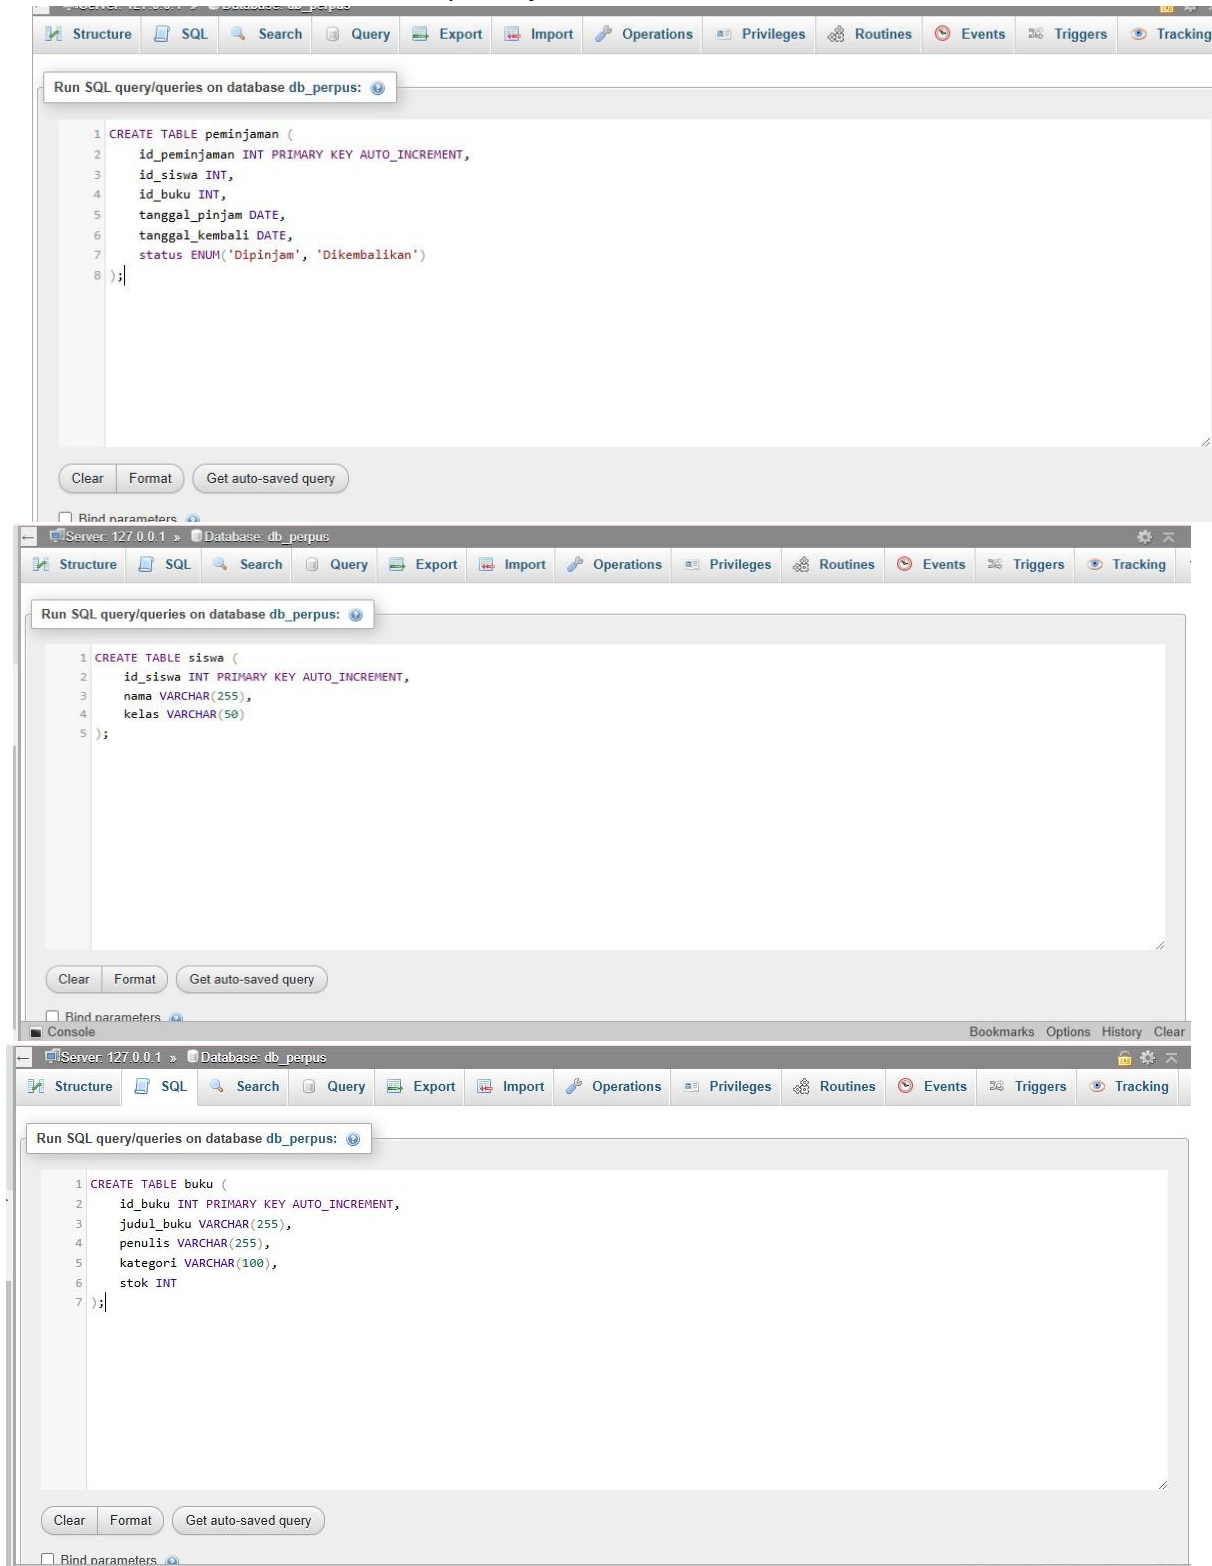 Server: 127.0.0.1 » Database: db_perpus
Structure SQL Search Query Export Import Operations Privileges Routines Events Triggers Tracking
Run SQL query/queries on database db_perpus:
1 CREATE TABLE peminjaman (
2 id_peminjaman INT PRIMARY KEY AUTO_INCREMENT,
3 id_siswa INT,
4 id_buku INT,
5 tanggal_pinjam DATE,
6 tanggal_kembali DATE,
7 status ENUM('Dipinjam', 'Dikembalikan')
8 );
Clear Format Get auto-saved query
Bind parameters
Server: 127.0.0.1 » Database: db_perpus
Structure SQL Search Query Export Import Operations Privileges Routines Events Triggers Tracking
Run SQL query/queries on database db_perpus:
1 CREATE TABLE siswa (
2 id_siswa INT PRIMARY KEY AUTO_INCREMENT,
3 nama VARCHAR(255),
4 kelas VARCHAR(50)
5 );
Clear Format Get auto-saved query
Bind parameters
Console Bookmarks Options History Clear
Server: 127.0.0.1 » Database: db_perpus
Structure SQL Search Query Export Import Operations Privileges Routines Events Triggers Tracking
Run SQL query/queries on database db_perpus:
1 CREATE TABLE buku (
2 id_buku INT PRIMARY KEY AUTO_INCREMENT,
3 judul_buku VARCHAR(255),
4 penulis VARCHAR(255),
5 kategori VARCHAR(100),
6 stok INT
7 );
Clear Format Get auto-saved query
Bind parameters